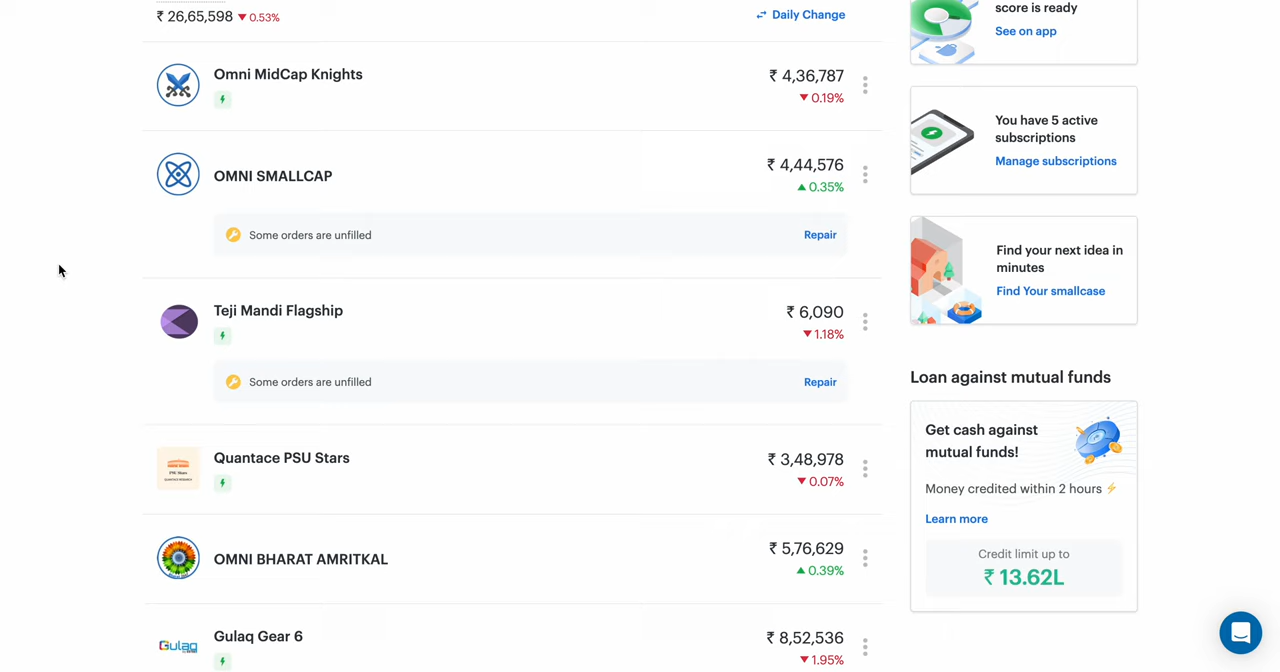 ₹ 26,65,598 ▼ 0.53%
Daily Change
Omni MidCap Knights
₹ 4,36,787
▼ 0.19%
OMNI SMALLCAP
₹ 4,44,576
▲ 0.35%
Some orders are unfilled
Repair
Teji Mandi Flagship
₹ 6,090
▼ 1.18%
Some orders are unfilled
Repair
PSU Stars
QUANTACE RESEARCH
Quantace PSU Stars
₹ 3,48,978
▼ 0.07%
OMNI BHARAT AMRITKAL
₹ 5,76,629
▲ 0.39%
Gulaq
Gulaq Gear 6
₹ 8,52,536
▼ 1.95%
score is ready
See on app
You have 5 active
subscriptions
Manage subscriptions
Find your next idea in
minutes
Find Your smallcase
Loan against mutual funds
Get cash against
mutual funds!
Money credited within 2 hours ⚡
Learn more
Credit limit up to
₹ 13.62L